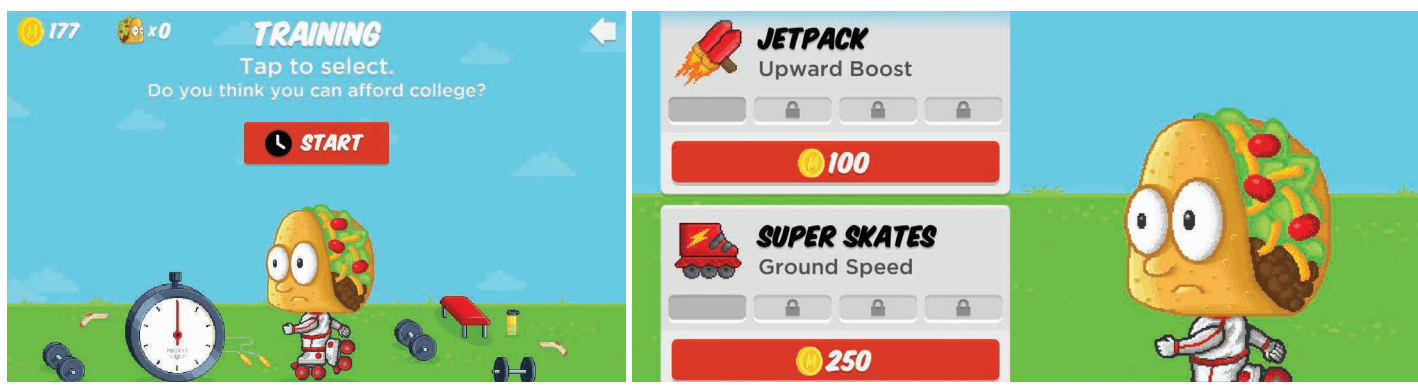 177
x0
TRAINING
Tap to select.
Do you think you can afford college?
START
JETPACK
Upward Boost
100
SUPER SKATES
Ground Speed
250